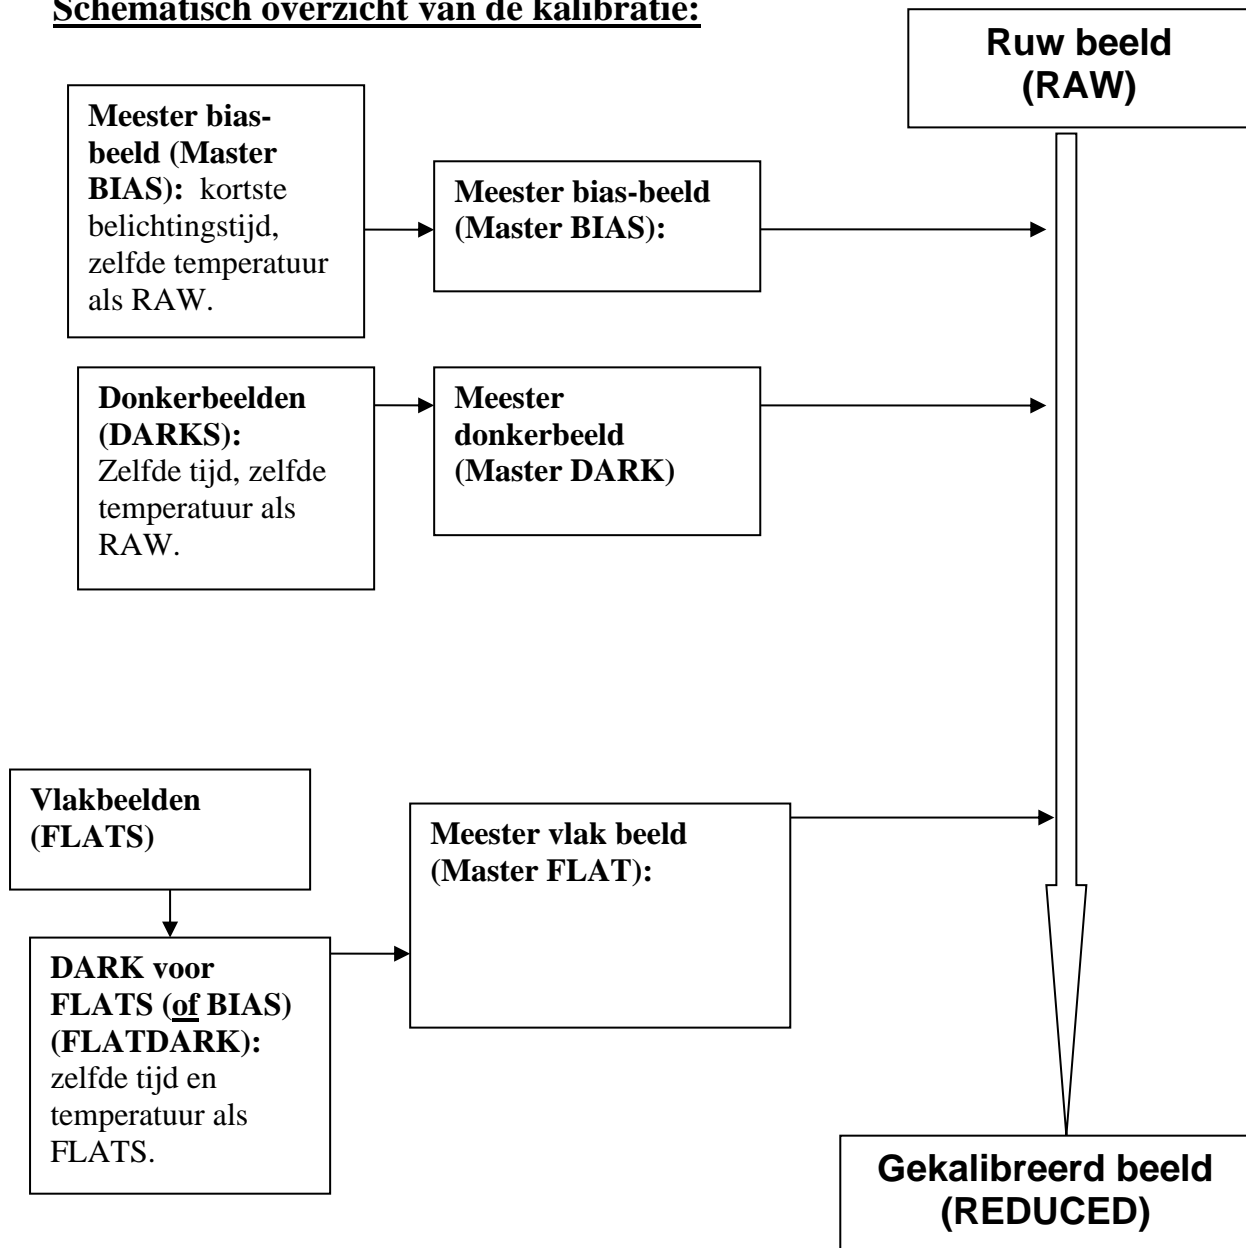 Schematisch overzicht van de kalibratie:
Ruw beeld
(RAW)
Meester bias-
beeld (Master
BIAS): kortste
belichtingstijd,
zelfde temperatuur
als RAW.
Meester bias-beeld
(Master BIAS):
Donkerbeelden
(DARKS):
Zelfde tijd, zelfde
temperatuur als
RAW.
Meester
donkerbeeld
(Master DARK)
Vlakbeelden
(FLATS)
Meester vlak beeld
(Master FLAT):
DARK voor
FLATS (of BIAS)
(FLATDARK):
zelfde tijd en
temperatuur als
FLATS.
Gekalibreerd beeld
(REDUCED)